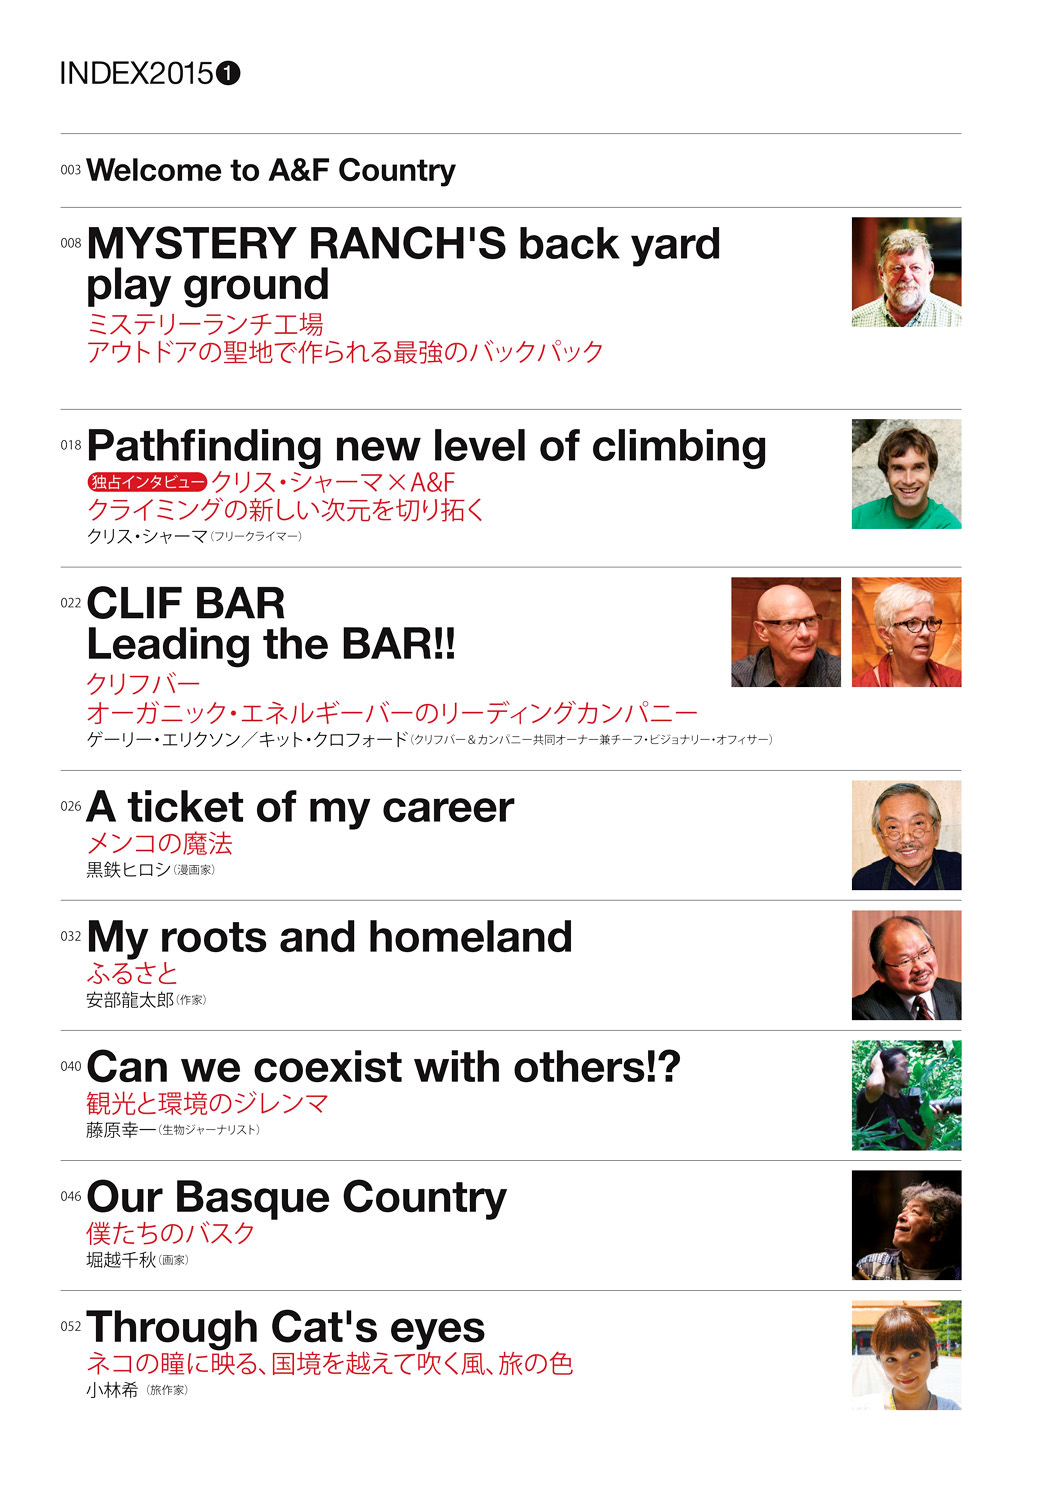 INDEX2015❶
003 Welcome to A&F Country
008 MYSTERY RANCH'S back yard
play ground
ミステリーランチ工場
アウトドアの聖地で作られる最強のバックパック
018 Pathfinding new level of climbing
独占インタビュー クリス・シャーマ×A&F
クライミングの新しい次元を切り拓く
クリス・シャーマ（フリークライマー）
022 CLIF BAR
Leading the BAR!!
クリフバー
オーガニック・エネルギーバーのリーディングカンパニー
ゲーリー・エリクソン／キット・クロフォード（クリフバー＆カンパニー共同オーナー兼チーフ・ビジョナリー・オフィサー）
026 A ticket of my career
メンコの魔法
黒鉄ヒロシ（漫画家）
032 My roots and homeland
ふるさと
安部龍太郎（作家）
040 Can we coexist with others!?
観光と環境のジレンマ
藤原幸一（生物ジャーナリスト）
046 Our Basque Country
僕たちのバスク
堀越千秋（画家）
052 Through Cat's eyes
ネコの瞳に映る、国境を越えて吹く風、旅の色
小林希（旅作家）